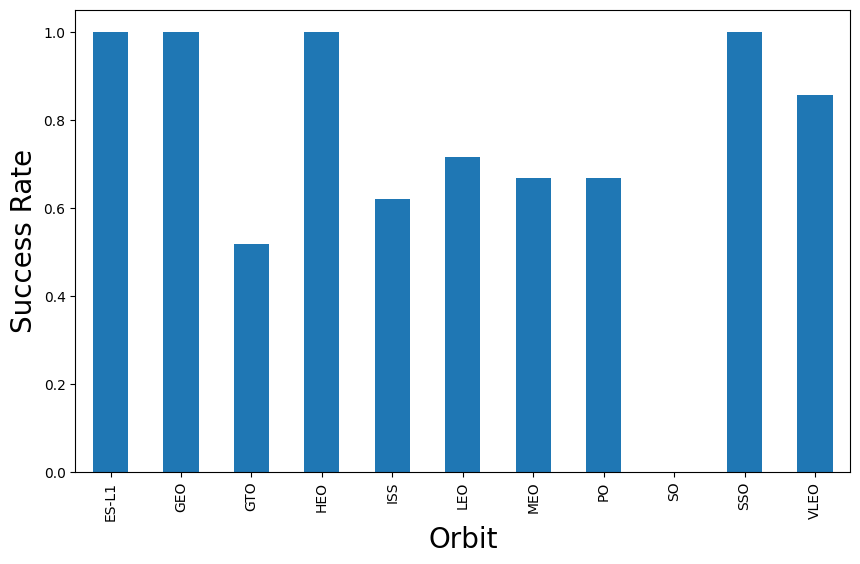 1.0
0.8
0.6
0.4
0.2
0.0
Success Rate
ES-L1
GEO
GTO
HEO
ISS
LEO
MEO
PO
SO
SSO
VLEO
Orbit